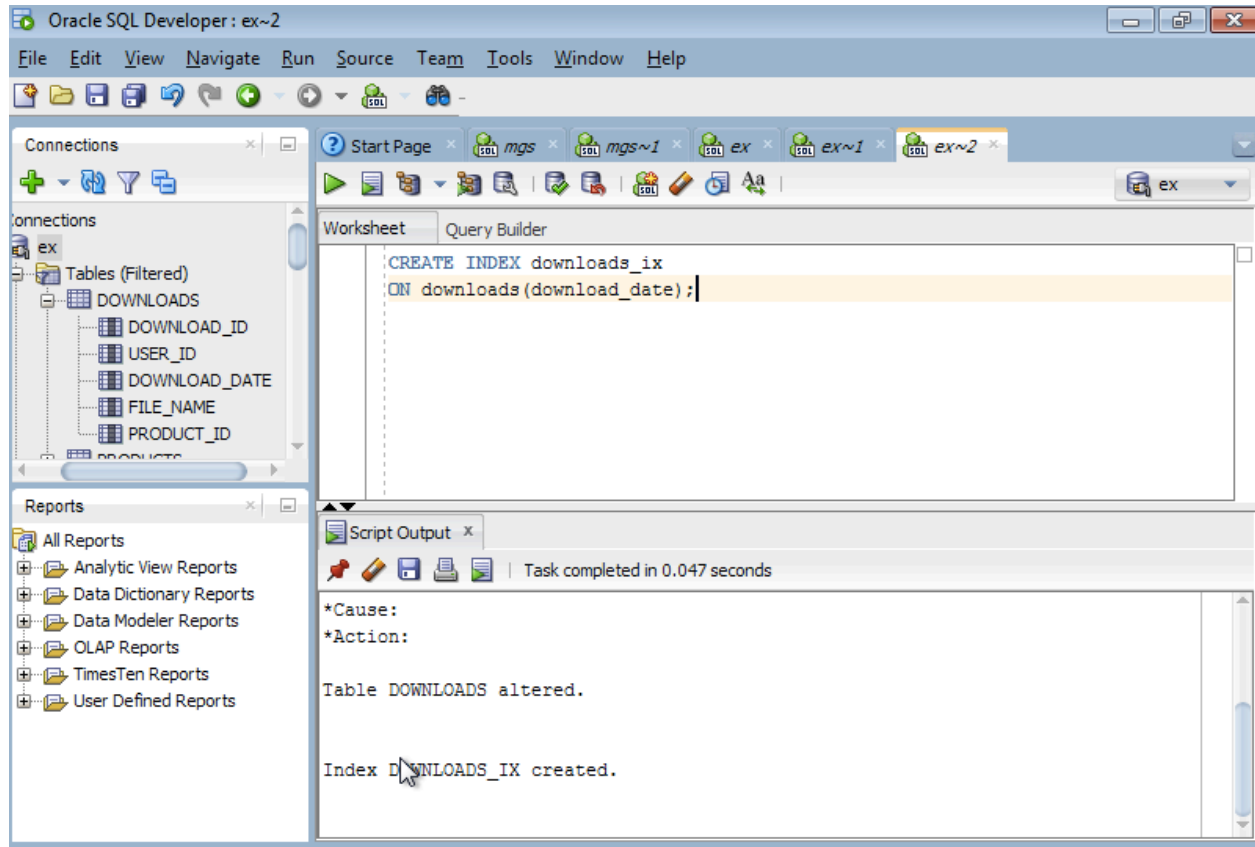 Oracle SQL Developer : ex~2
File Edit View Navigate Run Source Team Tools Window Help
Connections
onnections
ex
Tables (Filtered)
DOWNLOADS
DOWNLOAD_ID
USER_ID
DOWNLOAD_DATE
FILE_NAME
PRODUCT_ID
PRODUCTS
Reports
All Reports
Analytic View Reports
Data Dictionary Reports
Data Modeler Reports
OLAP Reports
TimesTen Reports
User Defined Reports
Start Page mgs mgs~1 ex ex~1 ex~2
Aa ex
Worksheet Query Builder
CREATE INDEX downloads_ix
ON downloads(download_date);
Script Output x
Task completed in 0.047 seconds
*Cause:
*Action:
Table DOWNLOADS altered.
Index DOWNLOADS_IX created.